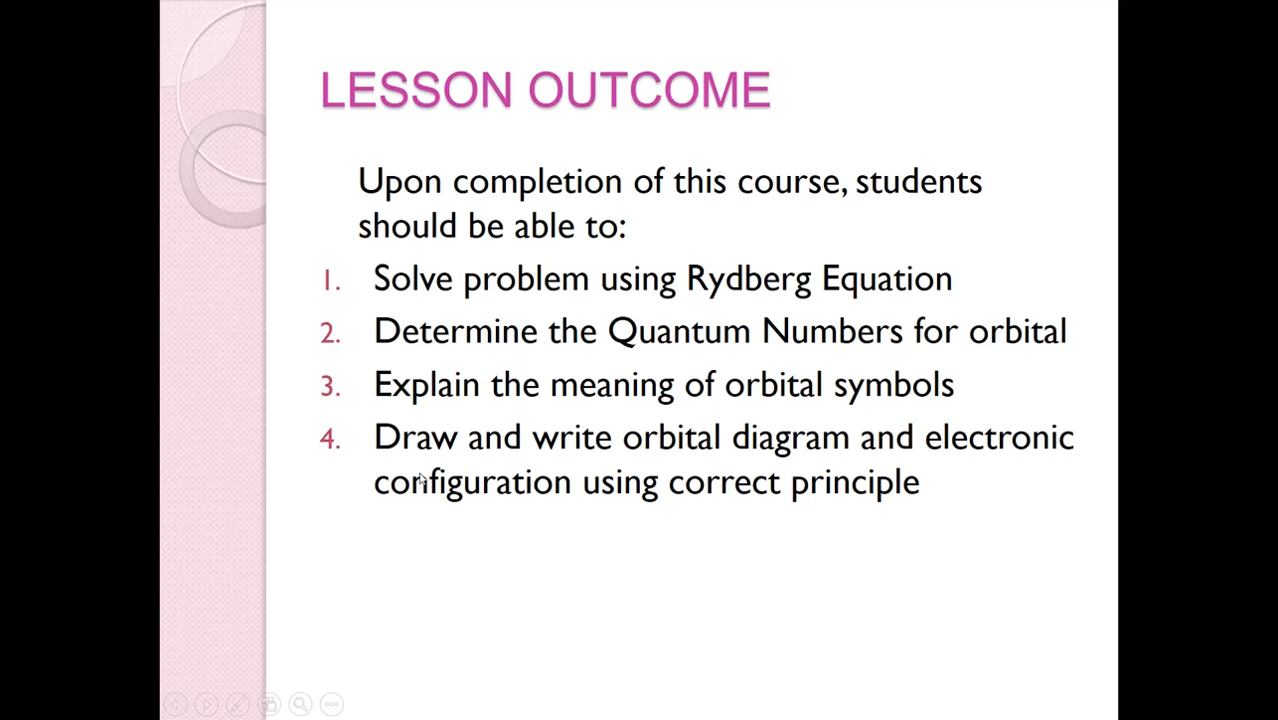 LESSON OUTCOME
Upon completion of this course, students
should be able to:
1. Solve problem using Rydberg Equation
2. Determine the Quantum Numbers for orbital
3. Explain the meaning of orbital symbols
4. Draw and write orbital diagram and electronic
configuration using correct principle